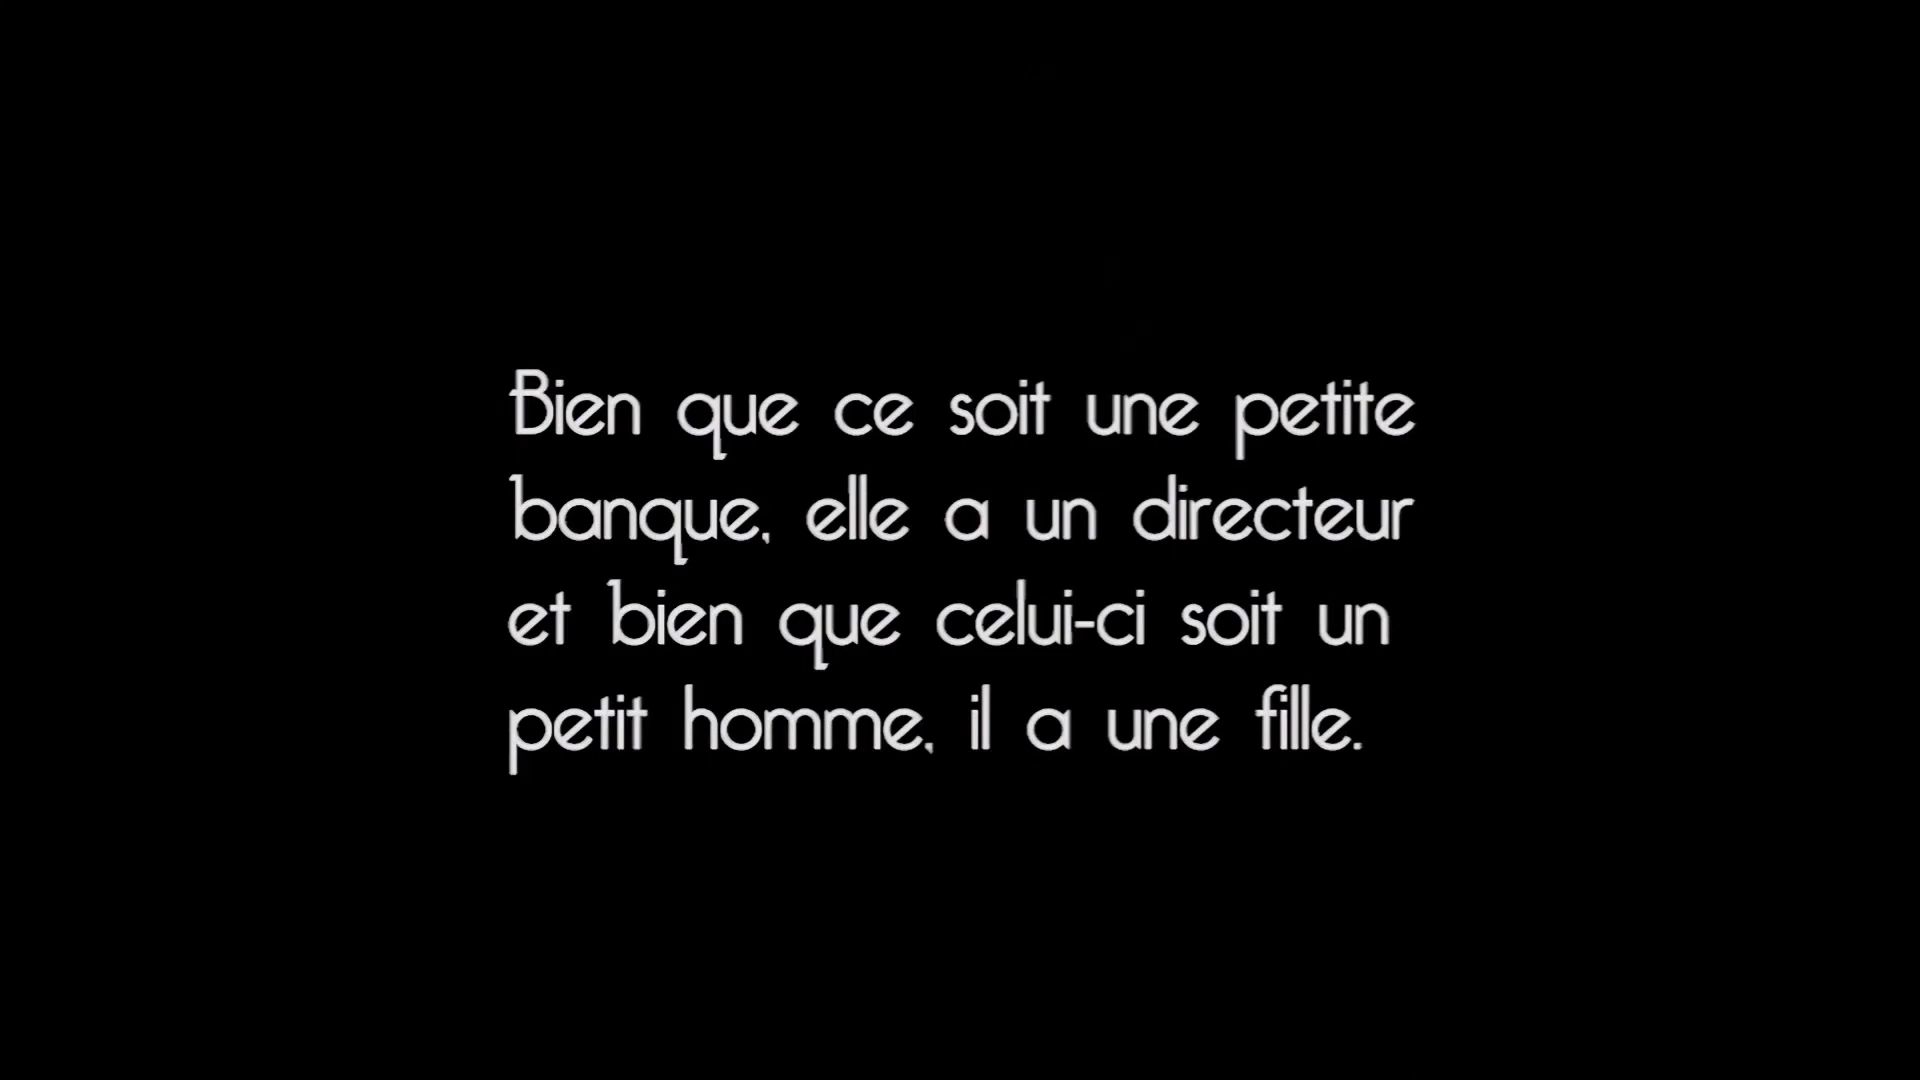 Bien que ce soit une petite
banque, elle a un directeur
et bien que celui-ci soit un
petit homme, il a une fille.